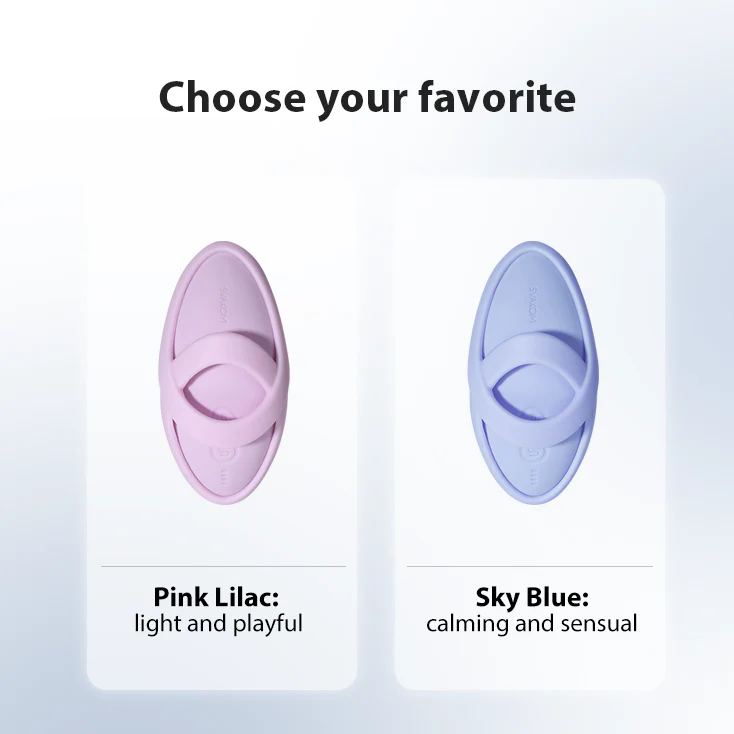 Choose your favorite
Pink Lilac:
light and playful
Sky Blue:
calming and sensual